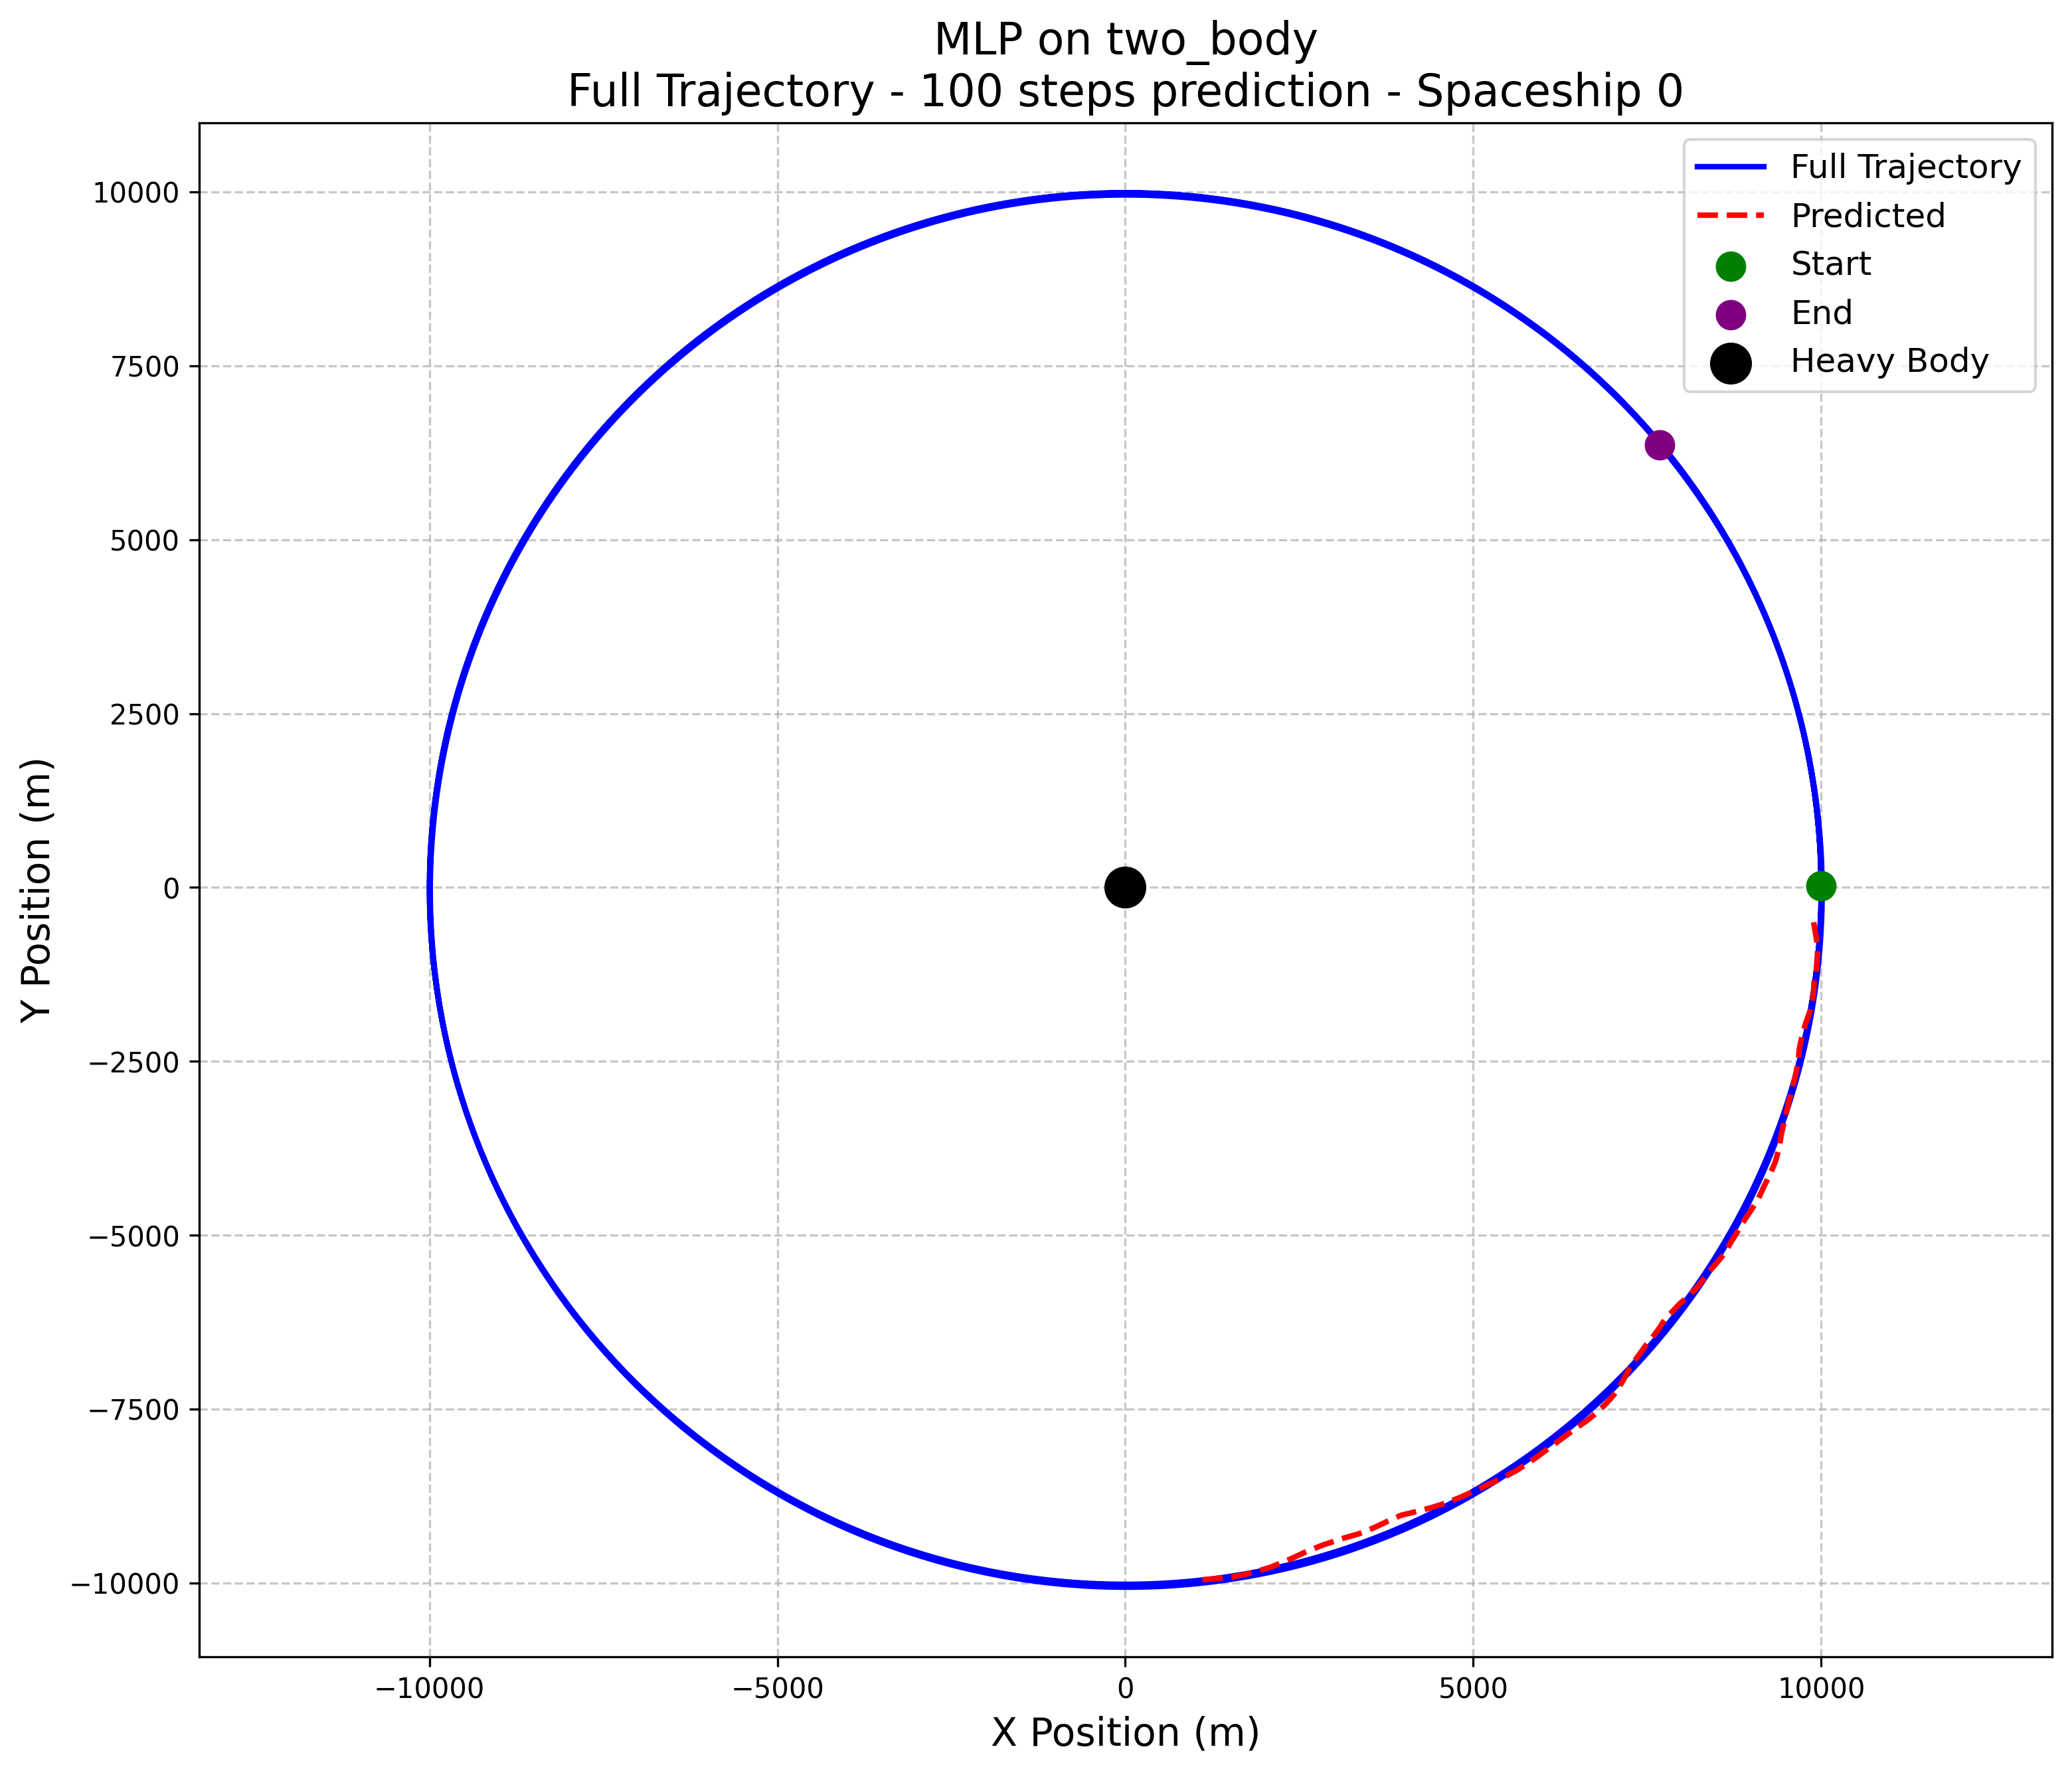 MLP on two_body
Full Trajectory - 100 steps prediction - Spaceship 0
Full Trajectory
Predicted
Start
End
Heavy Body
10000
7500
5000
2500
0
−2500
−5000
−7500
−10000
Y Position (m)
−10000
−5000
0
5000
10000
X Position (m)